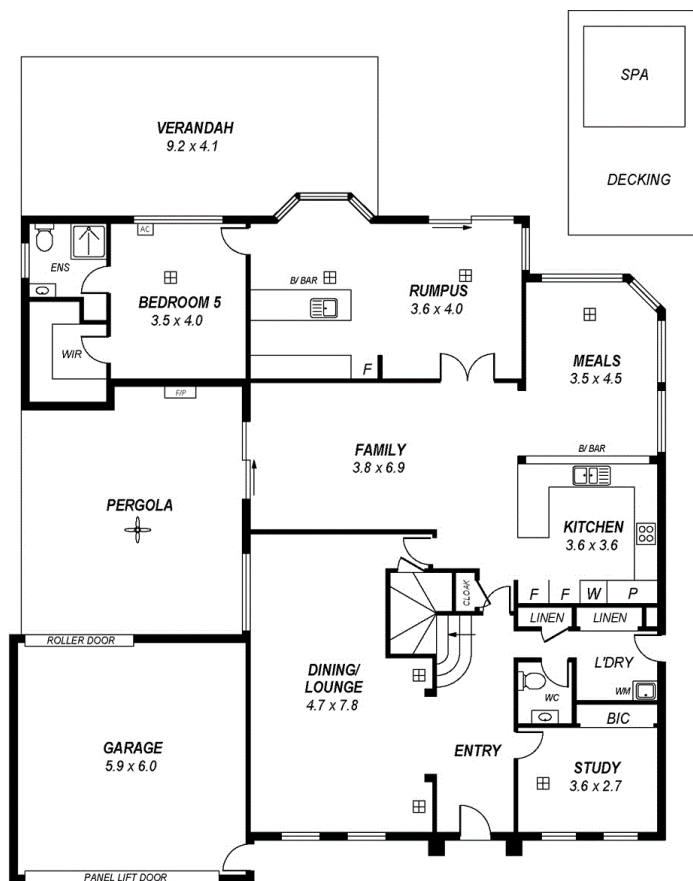 SPA
VERANDAH
9.2 x 4.1
DECKING
AC
ENS
B/ BAR
RUMPUS
3.6 x 4.0
BEDROOM 5
3.5 x 4.0
WIR
F
MEALS
3.5 x 4.5
F/P
FAMILY
3.8 x 6.9
B/ BAR
PERGOLA
KITCHEN
3.6 x 3.6
CLOAK
F
F
W
P
LINEN
LINEN
ROLLER DOOR
DINING/
LOUNGE
4.7 x 7.8
L'DRY
WC
WM
BIC
GARAGE
5.9 x 6.0
ENTRY
STUDY
3.6 x 2.7
PANEL LIFT DOOR